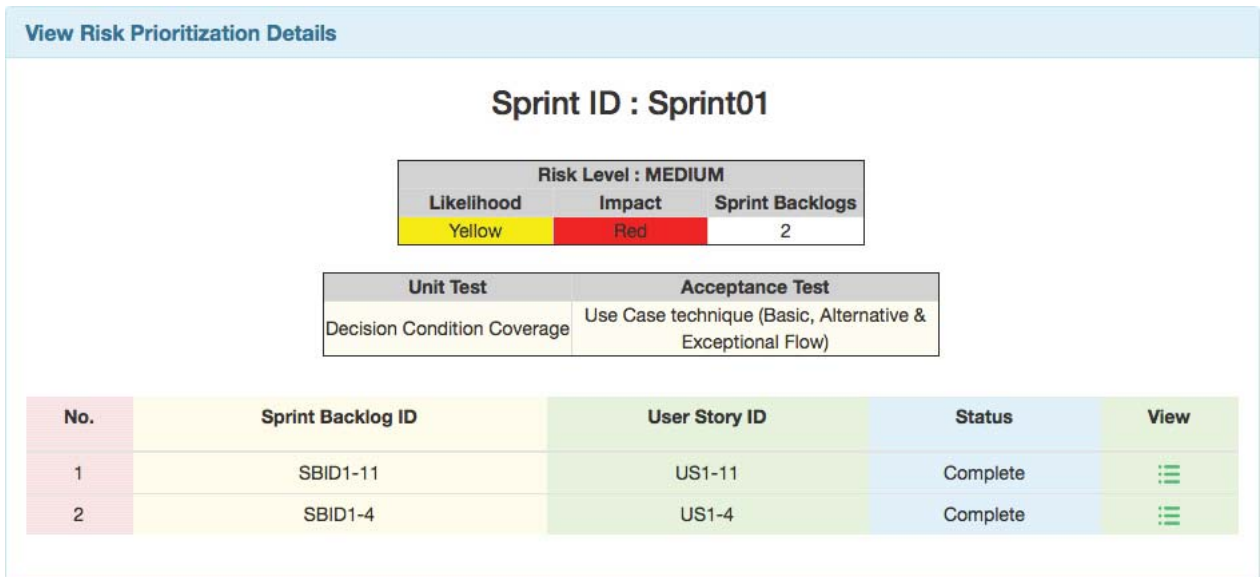 View Risk Prioritization Details
Sprint ID : Sprint01
Risk Level : MEDIUM
Likelihood Impact Sprint Backlogs
Yellow Red 2
Unit Test Acceptance Test
Decision Condition Coverage Use Case technique (Basic, Alternative &
Exceptional Flow)
No. Sprint Backlog ID User Story ID Status View
1 SBID1-11 US1-11 Complete
2 SBID1-4 US1-4 Complete